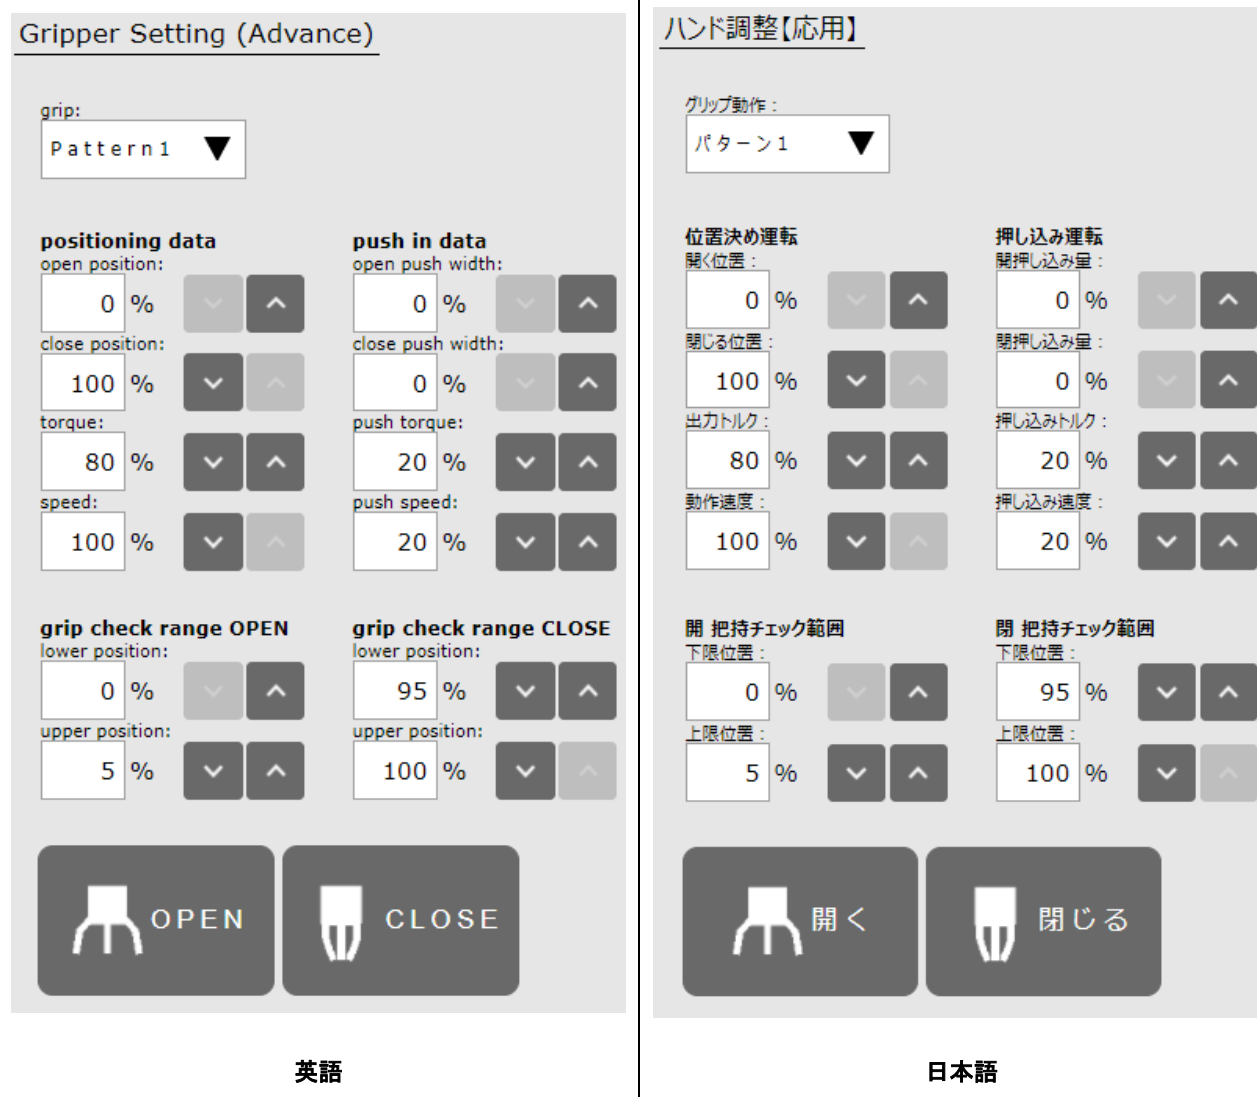 Gripper Setting (Advance)
grip:
Pattern1
positioning data
push in data
open position:
open push width:
0 %
0 %
close position:
close push width:
100 %
0 %
torque:
push torque:
80 %
20 %
speed:
push speed:
100 %
20 %
grip check range OPEN
grip check range CLOSE
lower position:
lower position:
0 %
95 %
upper position:
upper position:
5 %
100 %
OPEN
CLOSE
英語
ハンド調整【応用】
グリップ動作：
パターン1
位置決め運転
押し込み運転
開く位置：
開押し込み量：
0 %
0 %
閉じる位置：
閉押し込み量：
100 %
0 %
出力トルク：
押し込みトルク：
80 %
20 %
動作速度：
押し込み速度：
100 %
20 %
開 把持チェック範囲
閉 把持チェック範囲
下限位置：
下限位置：
0 %
95 %
上限位置：
上限位置：
5 %
100 %
開く
閉じる
日本語